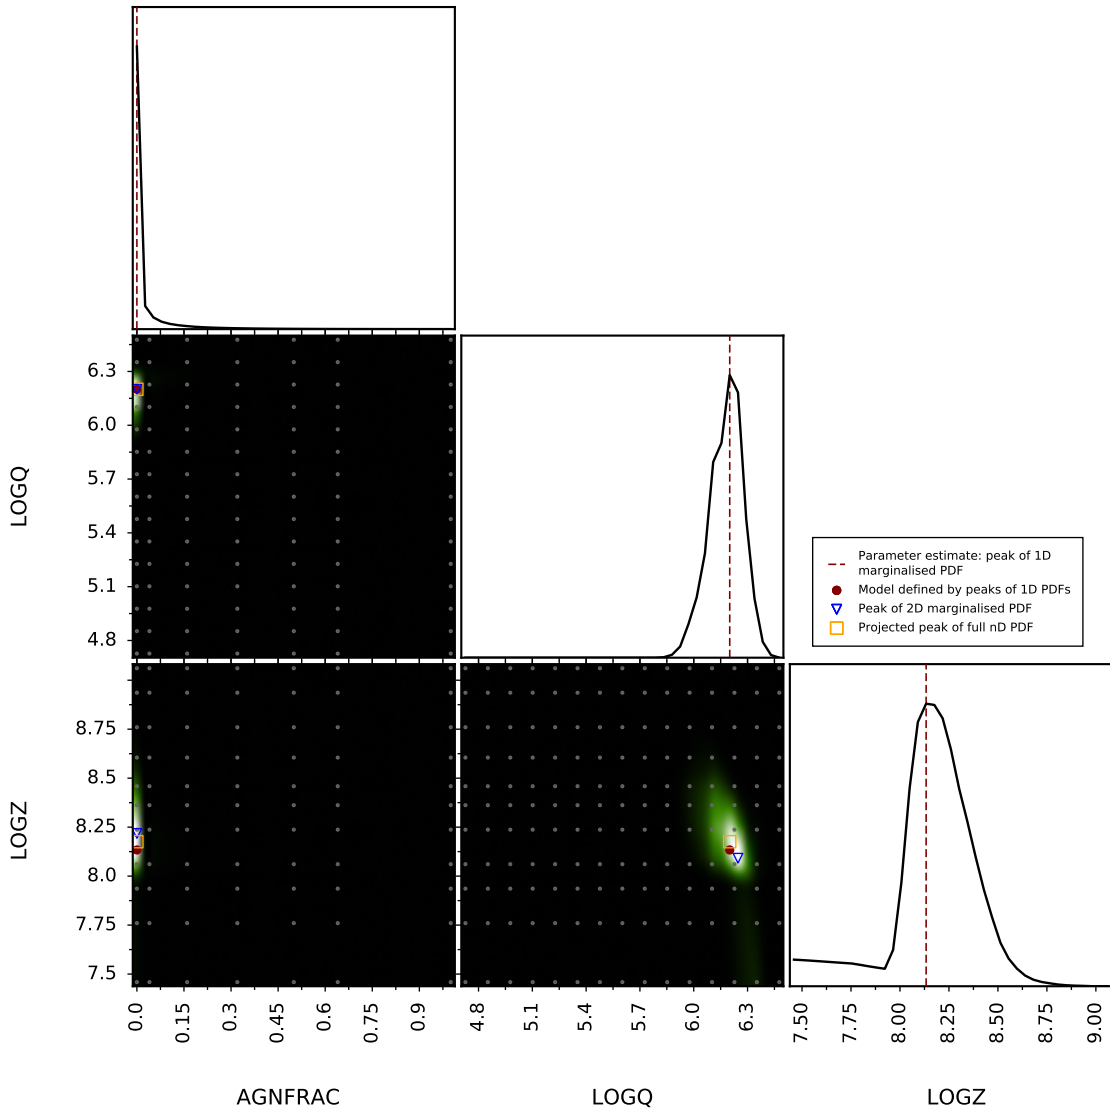 6.3
6.0
5.7
5.4
5.1
4.8
LOGQ
Parameter estimate: peak of 1D
marginalised PDF
Model defined by peaks of 1D PDFs
Peak of 2D marginalised PDF
Projected peak of full nD PDF
8.75
8.5
8.25
8.0
7.75
7.5
LOGZ
0.0 0.15 0.3 0.45 0.6 0.75 0.9
4.8 5.1 5.4 5.7 6.0 6.3
7.50 7.75 8.00 8.25 8.50 8.75 9.00
AGNFRAC LOGQ LOGZ